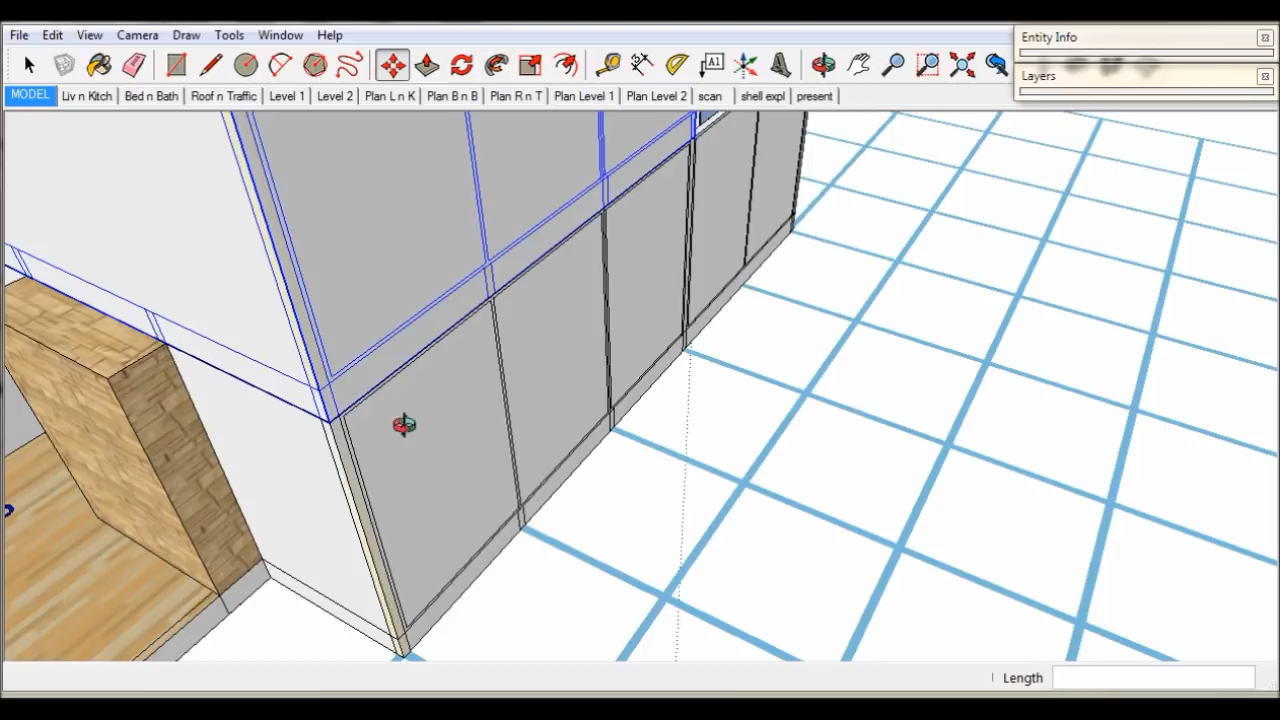 File Edit View Camera Draw Tools Window Help
Entity Info
A1
Layers
MODEL Liv n Kitch Bed n Bath Roof n Traffic Level 1 Level 2 Plan L n K Plan B n B Plan R n T Plan Level 1 Plan Level 2 scan shell expl present
Length